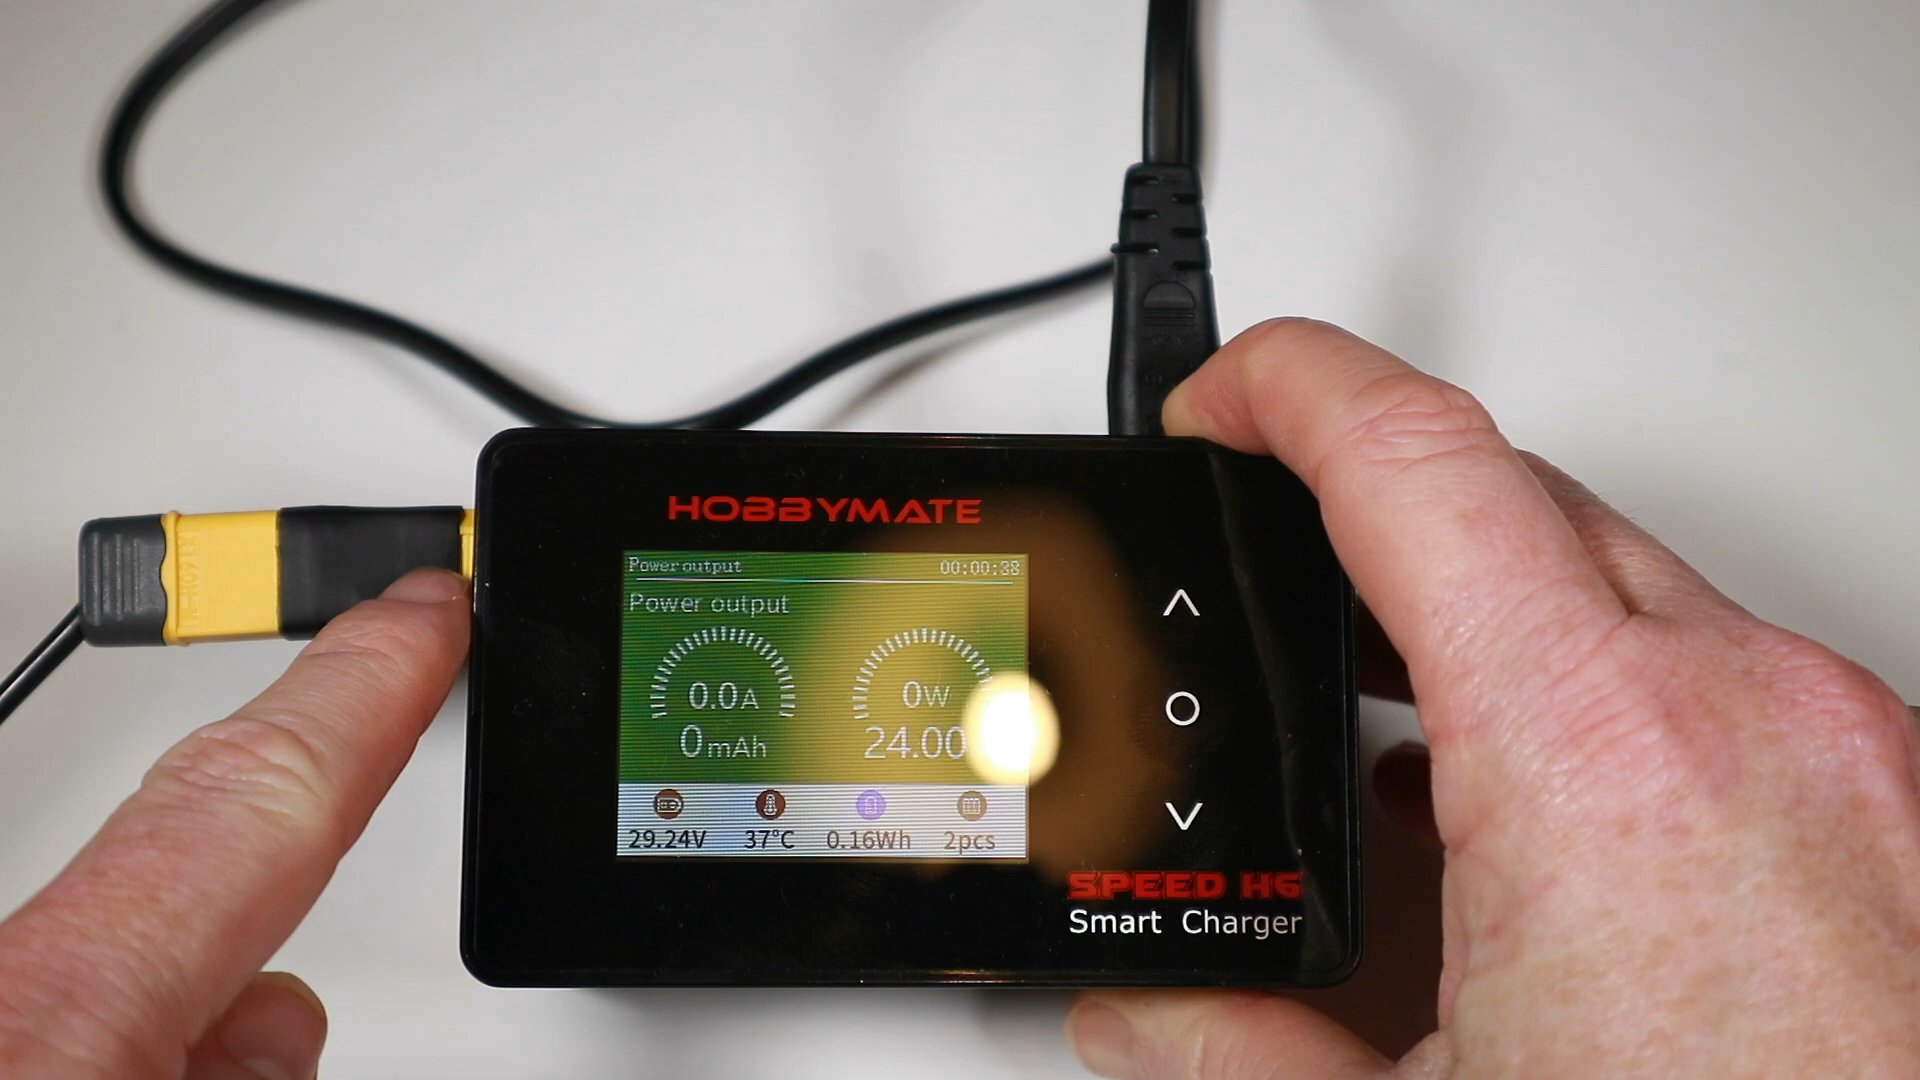 HOBBYMATE
Power output 00:00:38
Power output
0.0A 0W
0mAh 24.00
29.24V 37°C 0.16Wh 2pcs
SPEED H6
Smart Charger